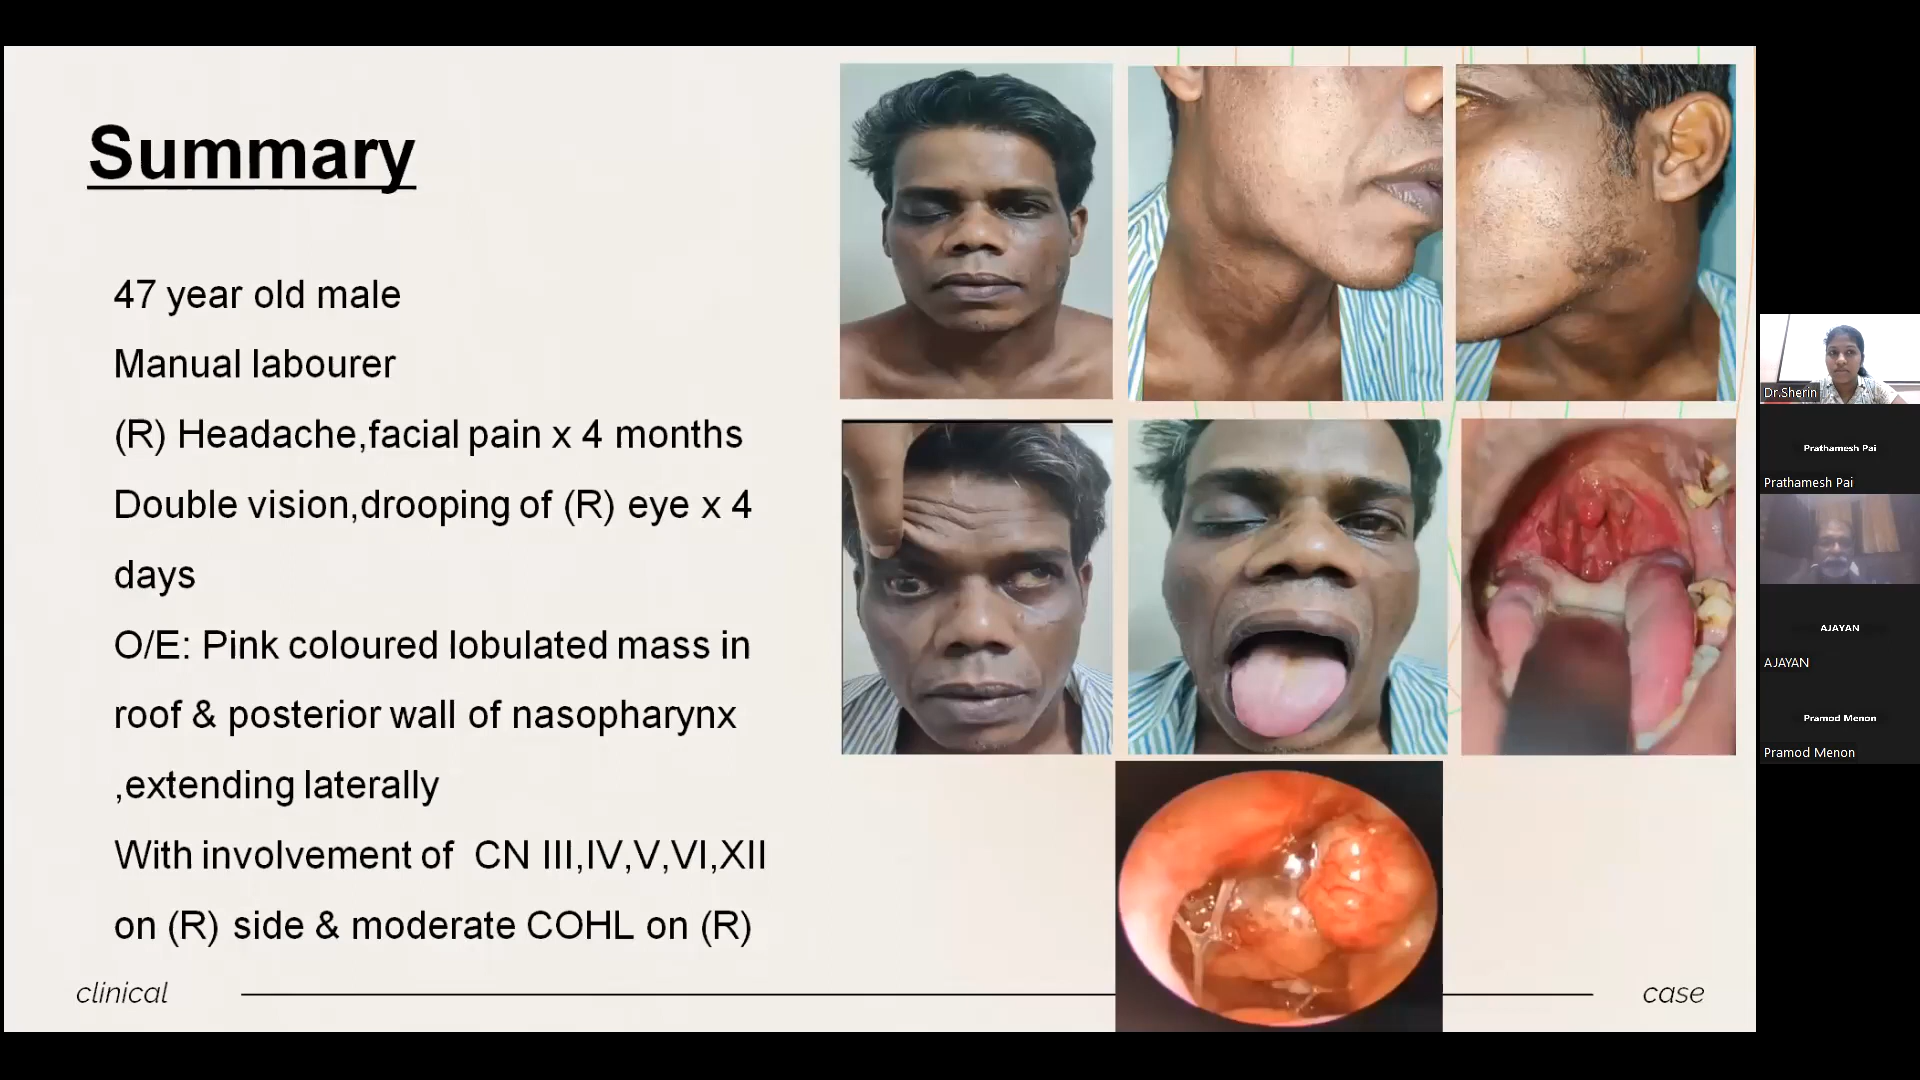 Summary
47 year old male
Manual labourer
(R) Headache,facial pain x 4 months
Double vision,drooping of (R) eye x 4
days
O/E: Pink coloured lobulated mass in
roof & posterior wall of nasopharynx
,extending laterally
With involvement of CN III,IV,V,VI,XII
on (R) side & moderate COHL on (R)
clinical
case
Dr.Sherin
Prathamesh Pai
Prathamesh Pai
AJAYAN
AJAYAN
Pramod Menon
Pramod Menon